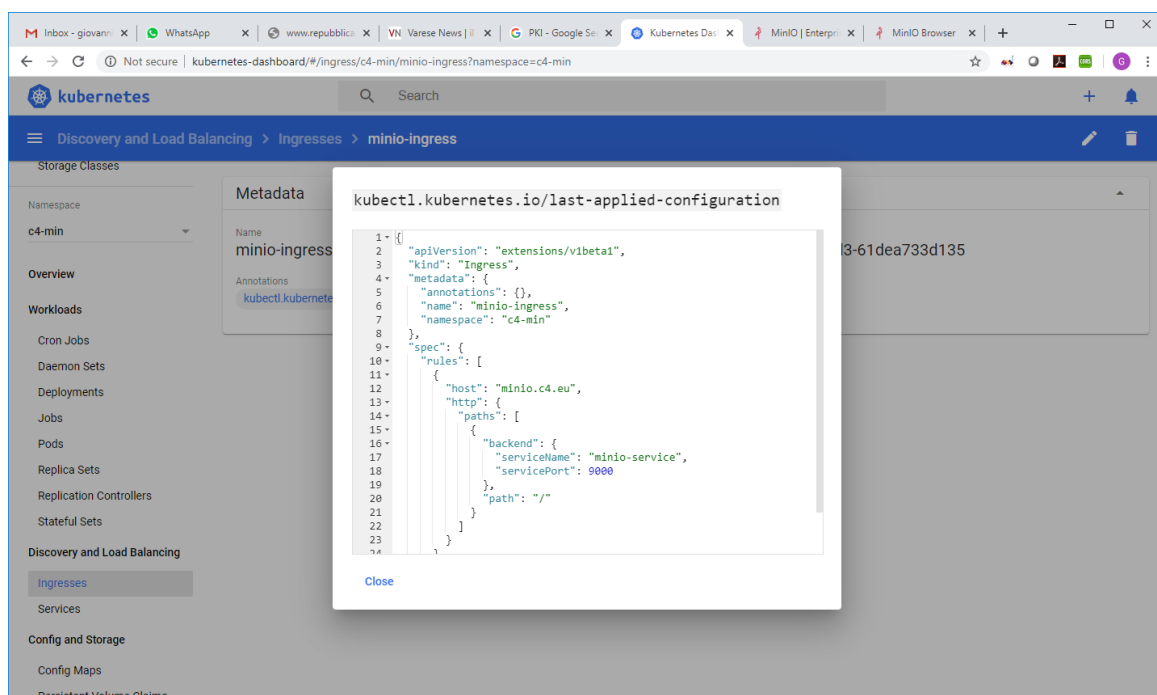 Inbox - giovann
WhatsApp
www.repubblica
VN Varese News | il
PKI - Google Se
Kubernetes Das
MinIO | Enterpri
MinIO Browser
Not secure | kubernetes-dashboard/#/ingress/c4-min/minio-ingress?namespace=c4-min
G
kubernetes
Search
Discovery and Load Balancing > Ingresses > minio-ingress
Storage Classes
Namespace
c4-min
Overview
Workloads
Cron Jobs
Daemon Sets
Deployments
Jobs
Pods
Replica Sets
Replication Controllers
Stateful Sets
Discovery and Load Balancing
Ingresses
Services
Config and Storage
Config Maps
Persistent Volume Claims
Metadata
Name
minio-ingress
Annotations
kubectl.kubernete
d3-61dea733d135
kubectl.kubernetes.io/last-applied-configuration
1 {
2 "apiVersion": "extensions/v1beta1",
3 "kind": "Ingress",
4 "metadata": {
5 "annotations": {},
6 "name": "minio-ingress",
7 "namespace": "c4-min"
8 },
9 "spec": {
10 "rules": [
11 {
12 "host": "minio.c4.eu",
13 "http": {
14 "paths": [
15 {
16 "backend": {
17 "serviceName": "minio-service",
18 "servicePort": 9000
19 },
20 "path": "/"
21 }
22 ]
23 }
24 }
Close